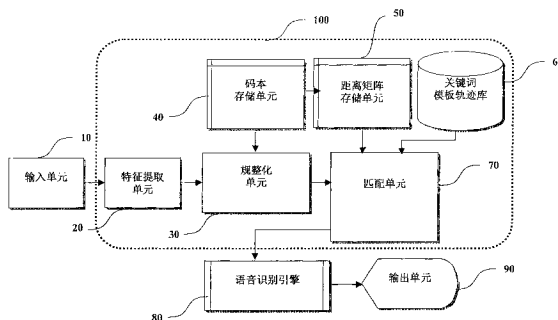 100
50
6
码本
存储单元
距离矩阵
存储单元
关键词
模板轨迹库
40
10
输入单元
特征提取
单元
规整化
单元
匹配单元
70
20
30
语音识别引擎
输出单元
90
80